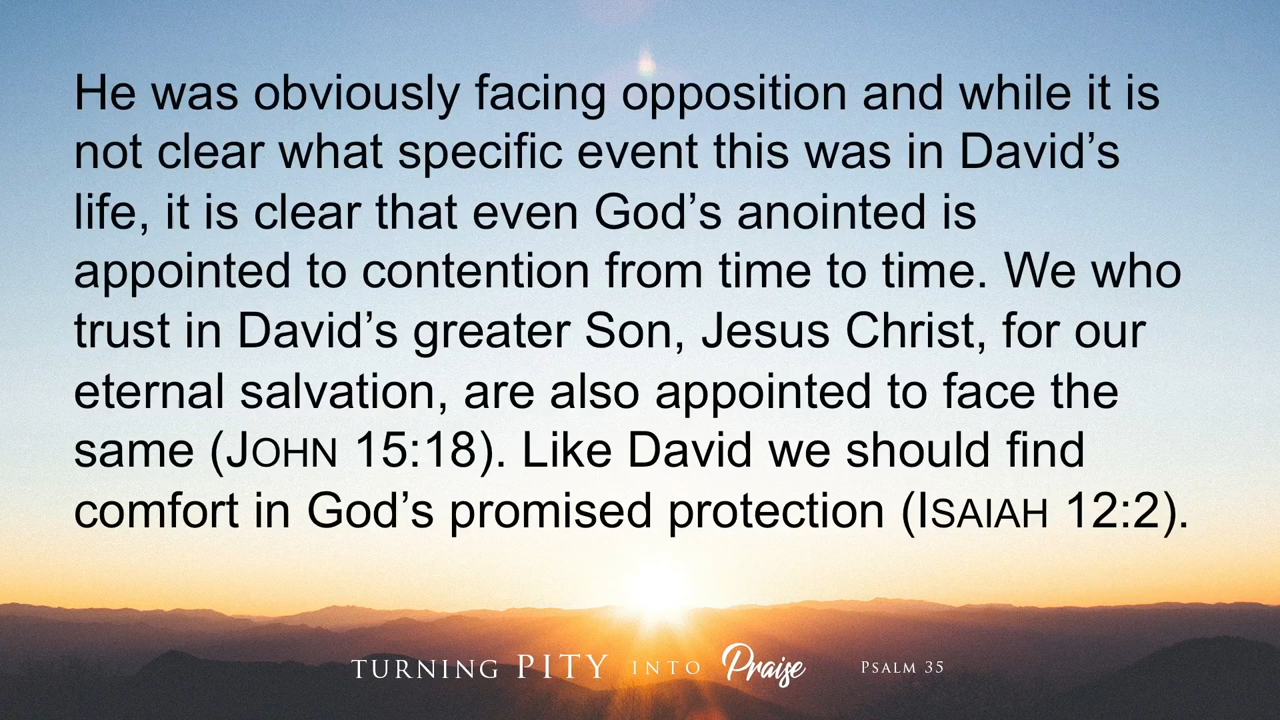 He was obviously facing opposition and while it is
not clear what specific event this was in David’s
life, it is clear that even God’s anointed is
appointed to contention from time to time. We who
trust in David’s greater Son, Jesus Christ, for our
eternal salvation, are also appointed to face the
same (JOHN 15:18). Like David we should find
comfort in God’s promised protection (ISAIAH 12:2).
TURNING PITY INTO Praise PSALM 35